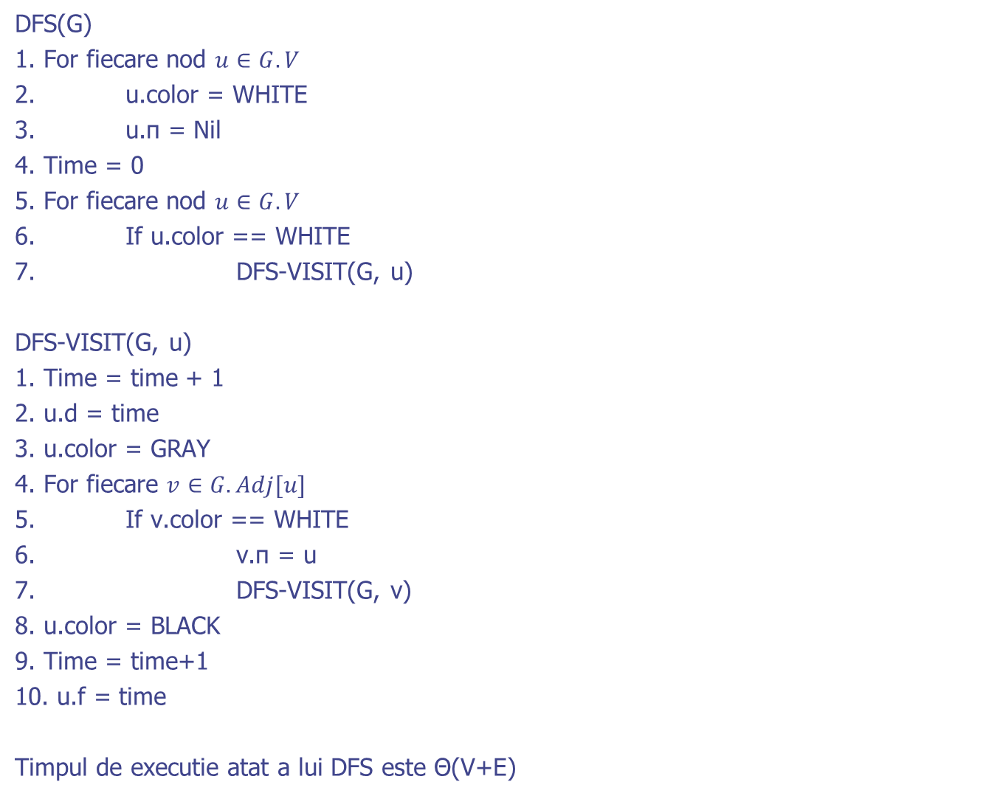 DFS(G)
1. For fiecare nod 𝑢 ∈ 𝐺.𝑉
2. u.color = WHITE
3. u.π = Nil
4. Time = 0
5. For fiecare nod 𝑢 ∈ 𝐺.𝑉
6. If u.color == WHITE
7. DFS-VISIT(G, u)
DFS-VISIT(G, u)
1. Time = time + 1
2. u.d = time
3. u.color = GRAY
4. For fiecare 𝑣 ∈ 𝐺.𝐴𝑑𝑗[𝑢]
5. If v.color == WHITE
6. v.π = u
7. DFS-VISIT(G, v)
8. u.color = BLACK
9. Time = time+1
10. u.f = time
Timpul de executie atat a lui DFS este Θ(V+E)